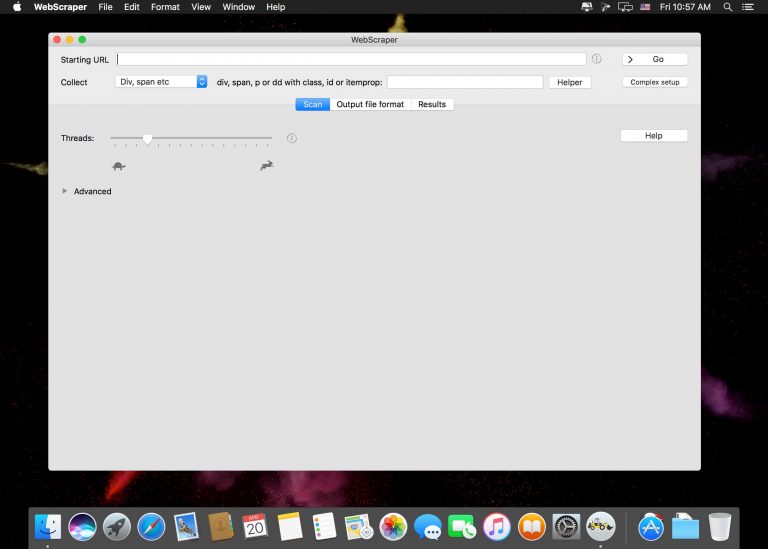 WebScraper File Edit Format View Window Help Fri 10:57 AM
WebScraper
Starting URL Go
Collect Div, span etc div, span, p or dd with class, id or itemprop: Helper Complex setup
Scan Output file format Results
Threads: Help
Advanced
20